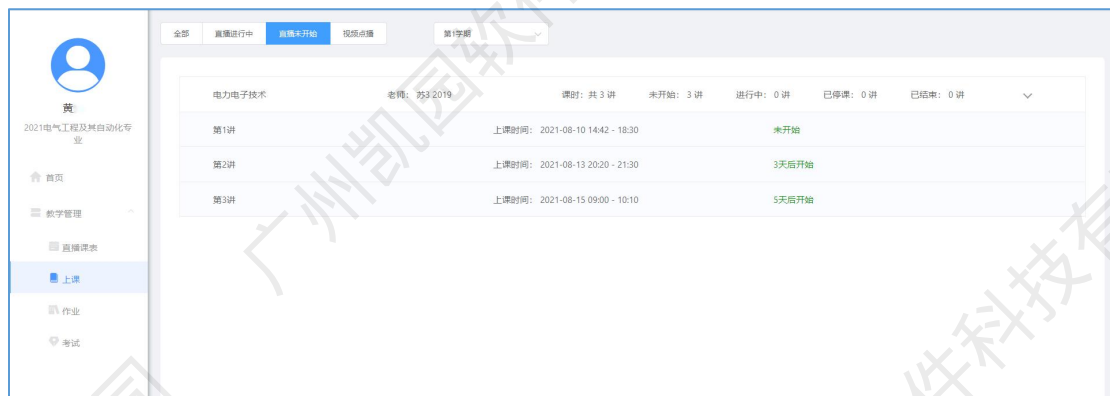 全部 直播进行中 直播未开始 视频点播 第1学期
黄
2021电气工程及其自动化专业
首页
教学管理
直播课表
上课
作业
考试
电力电子技术 老师：苏3 2019 课时：共 3 讲 未开始：3 讲 进行中：0 讲 已停课：0 讲 已结束：0 讲
第1讲 上课时间：2021-08-10 14:42 - 18:30 未开始
第2讲 上课时间：2021-08-13 20:20 - 21:30 3天后开始
第3讲 上课时间：2021-08-15 09:00 - 10:10 5天后开始
广州凯园软件
件科技有
园